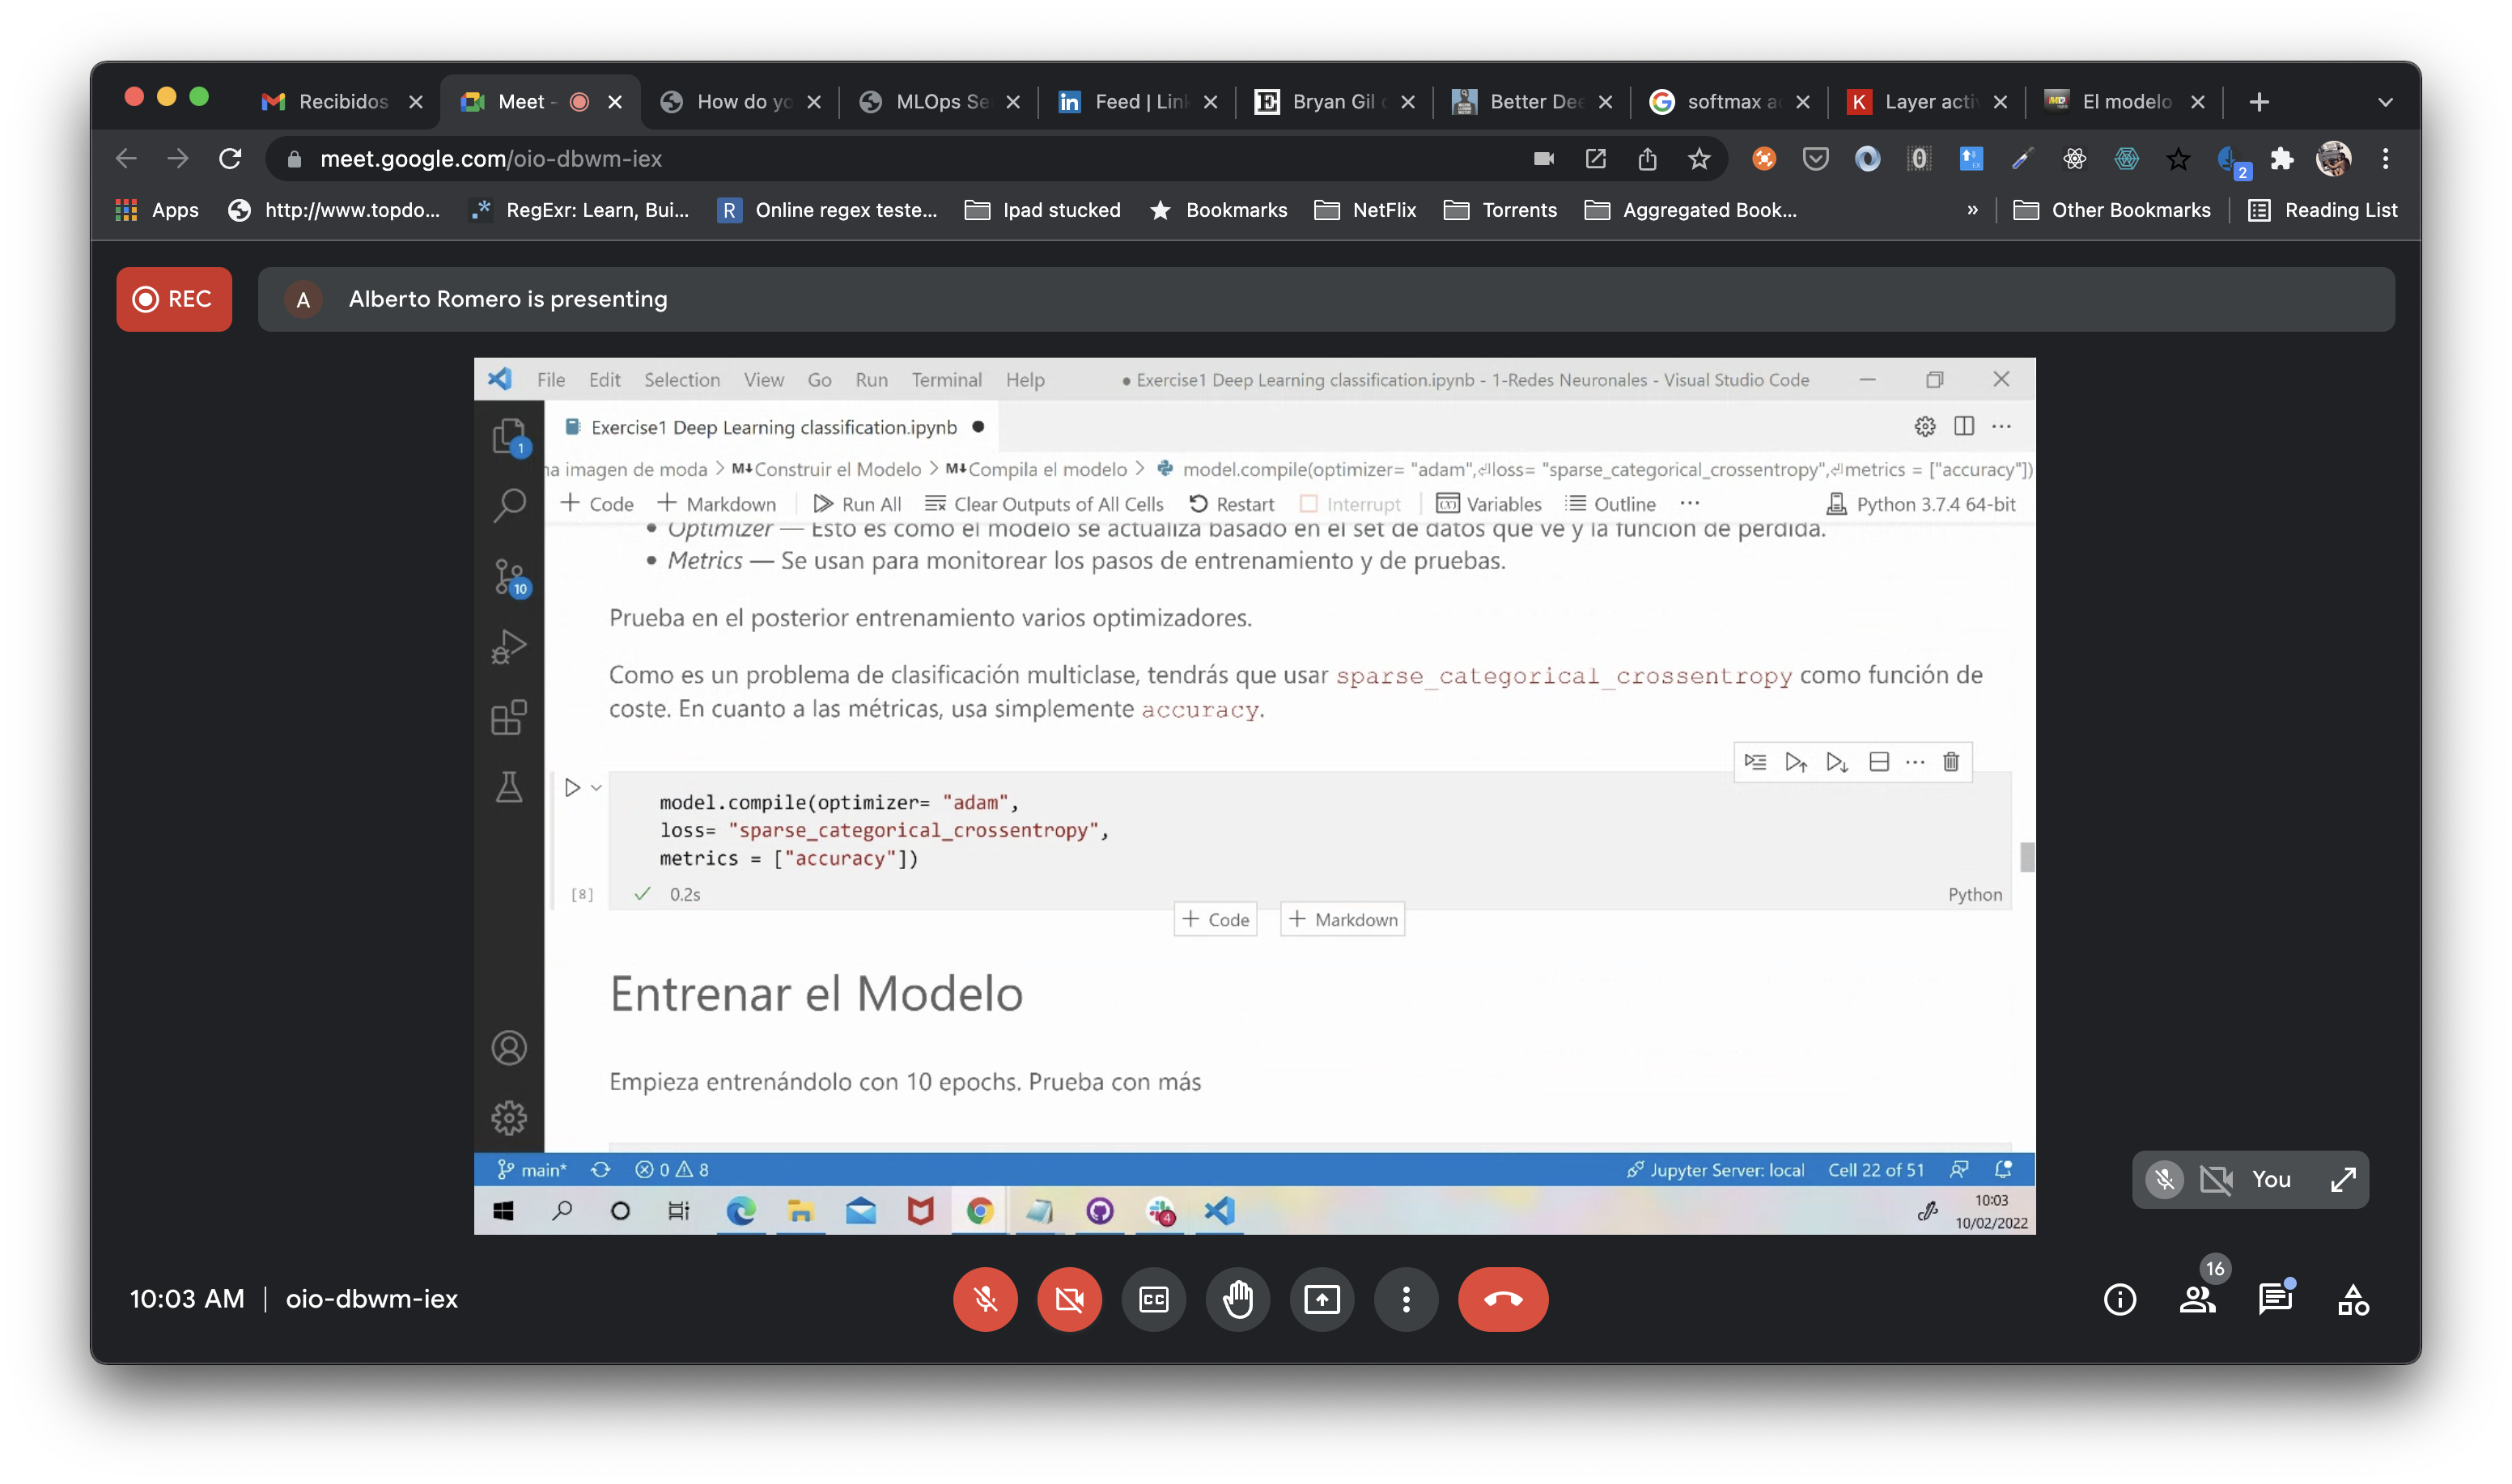 Recibidos
Meet -
How do yo
MLOps Se
Feed | Link
Bryan Gil
Better Dee
softmax a
Layer activ
El modelo
meet.google.com/oio-dbwm-iex
2
Apps
http://www.topdo...
RegExr: Learn, Bui...
Online regex teste...
Ipad stucked
Bookmarks
NetFlix
Torrents
Aggregated Book...
»
Other Bookmarks
Reading List
REC
A
Alberto Romero is presenting
File Edit Selection View Go Run Terminal Help
● Exercise1 Deep Learning classification.ipynb - 1-Redes Neuronales - Visual Studio Code
Exercise1 Deep Learning classification.ipynb
1
na imagen de moda > M↓Construir el Modelo > M↓Compila el modelo > model.compile(optimizer= "adam",⏎loss= "sparse_categorical_crossentropy",⏎metrics = ["accuracy"])
+ Code + Markdown Run All Clear Outputs of All Cells Restart Interrupt Variables Outline ... Python 3.7.4 64-bit
• Optimizer — Esto es como el modelo se actualiza basado en el set de datos que ve y la funcion de perdida.
• Metrics — Se usan para monitorear los pasos de entrenamiento y de pruebas.
10
Prueba en el posterior entrenamiento varios optimizadores.
Como es un problema de clasificación multiclase, tendrás que usar sparse_categorical_crossentropy como función de
coste. En cuanto a las métricas, usa simplemente accuracy.
model.compile(optimizer= "adam",
loss= "sparse_categorical_crossentropy",
metrics = ["accuracy"])
[8] ✓ 0.2s
Python
+ Code + Markdown
Entrenar el Modelo
Empieza entrenándolo con 10 epochs. Prueba con más
main* 0 8
Jupyter Server: local Cell 22 of 51
You
4
10:03
10/02/2022
10:03 AM | oio-dbwm-iex
CC
16